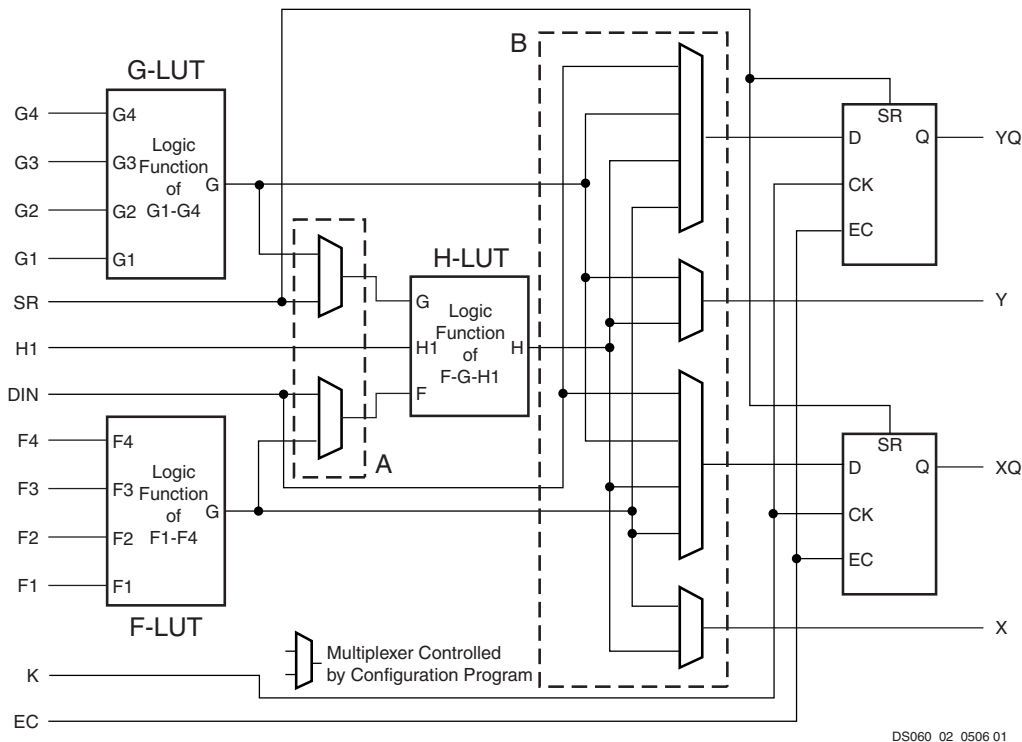 B
G-LUT
G4
G3
G2
G1
G4
G3
G2
G1
Logic
Function
of
G1-G4
G
SR
H1
DIN
A
H-LUT
G
H1
F
Logic
Function
of
F-G-H1
H
F4
F3
F2
F1
F4
F3
F2
F1
Logic
Function
of
F1-F4
G
F-LUT
K
EC
Multiplexer Controlled
by Configuration Program
SR
D
CK
EC
Q
YQ
Y
SR
D
CK
EC
Q
XQ
X
DS060_02_0506 01